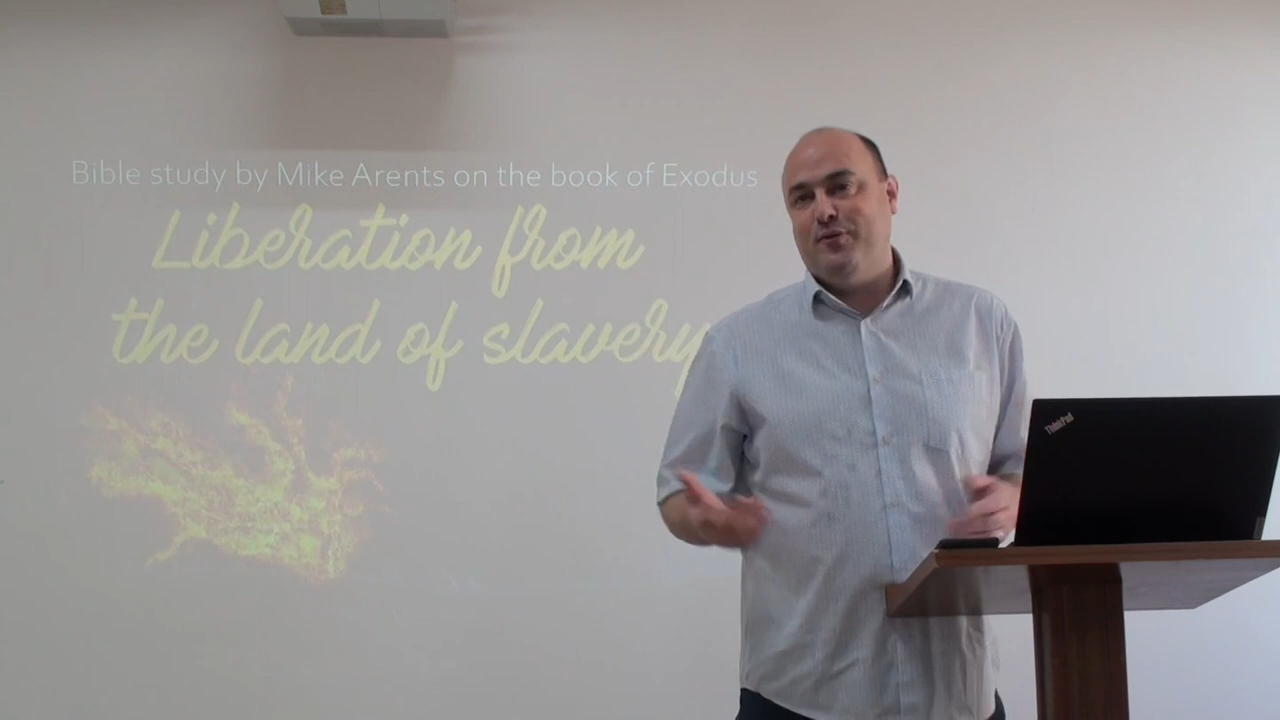 Bible study by Mike Arents on the book of Exodus
Liberation from
the land of slavery
ThinkPad